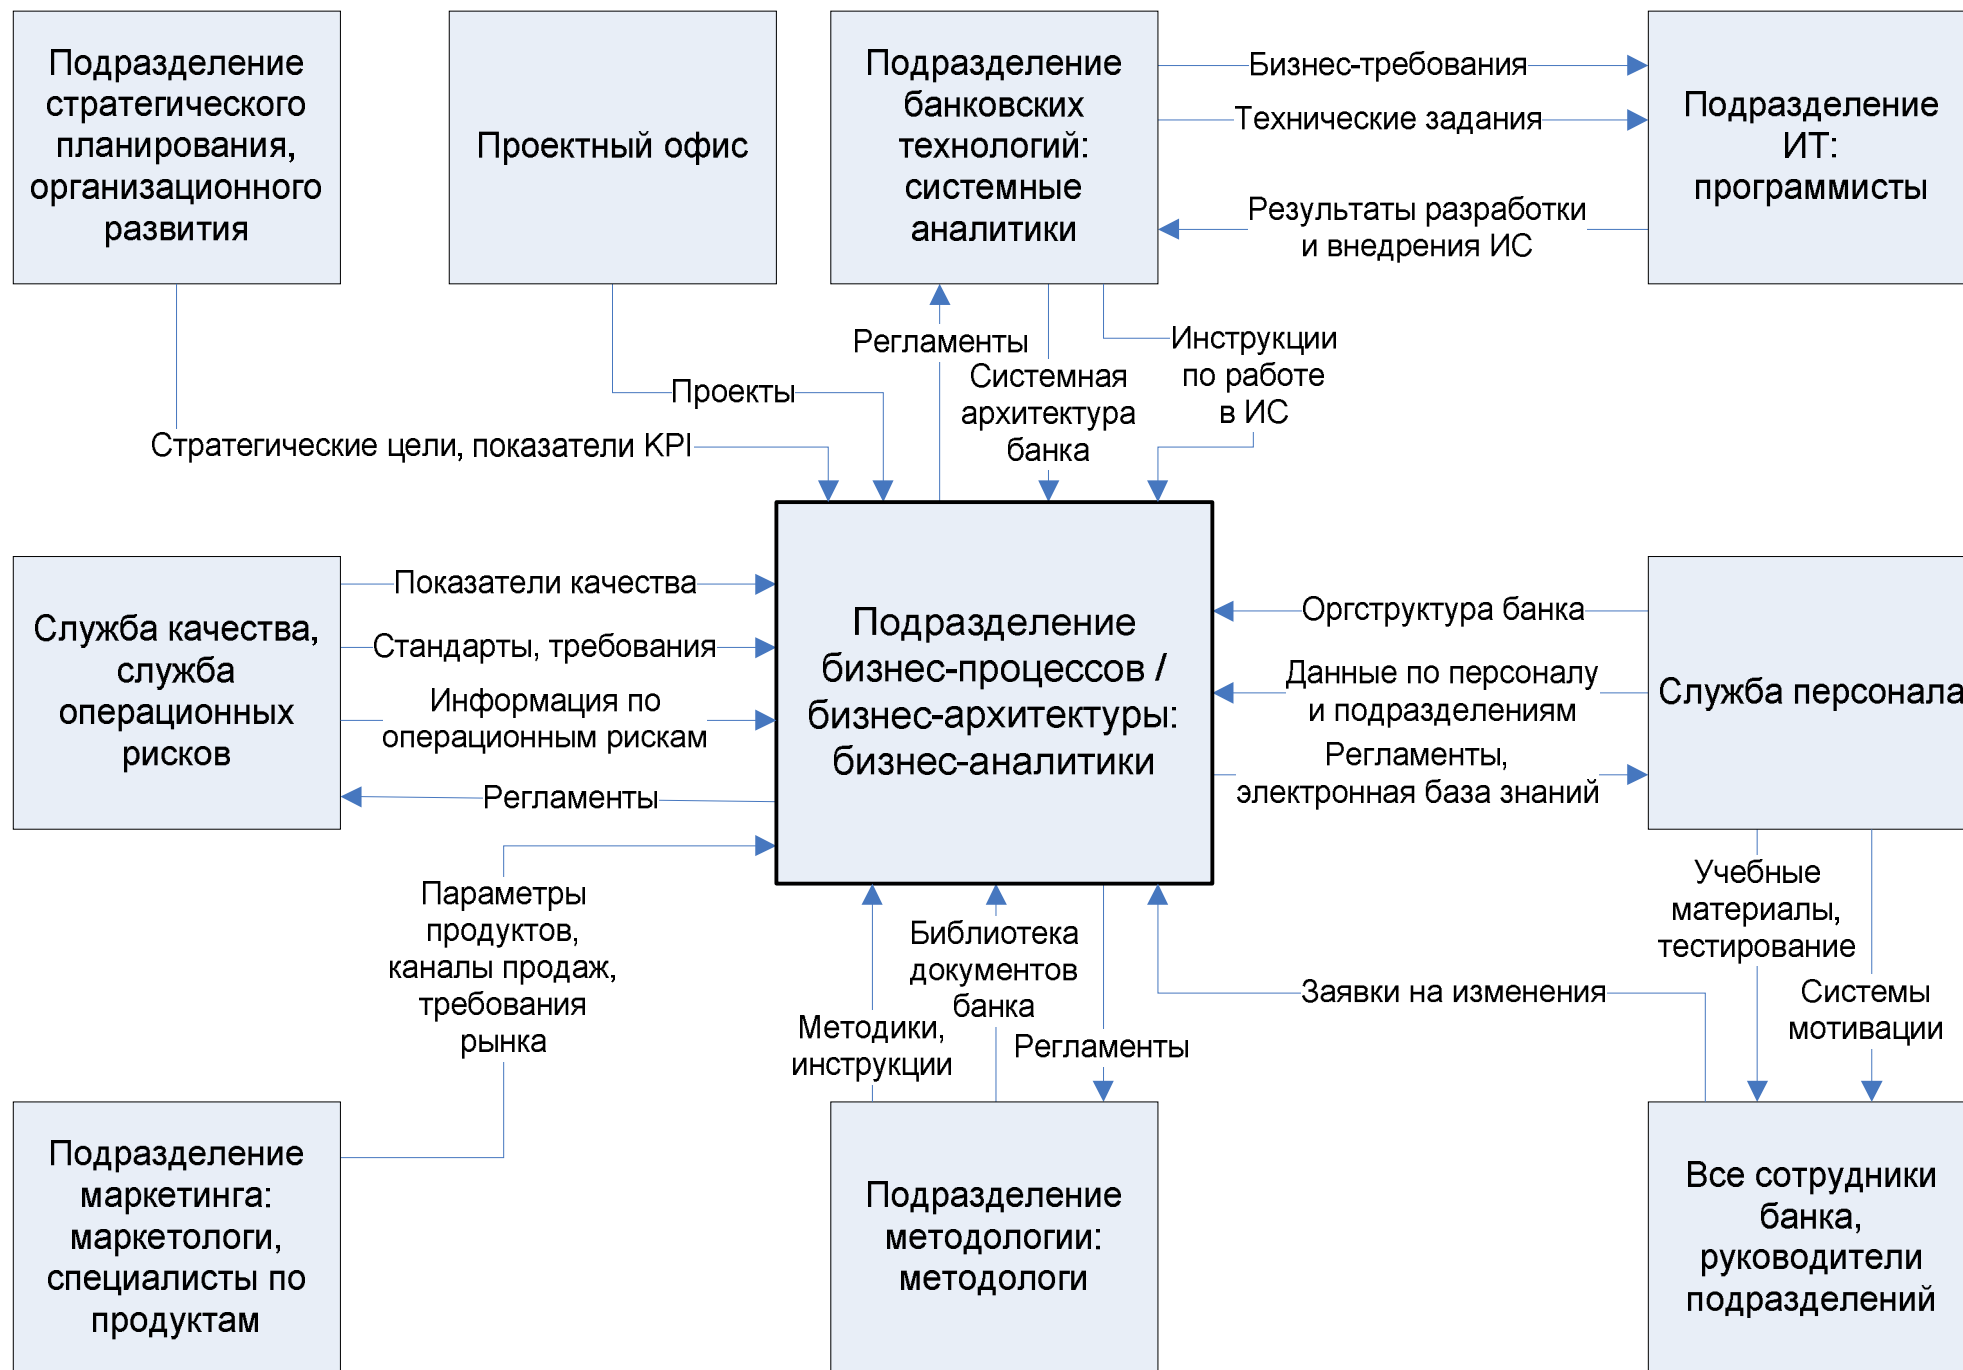 Подразделение
стратегического
планирования,
организационного
развития
Проектный офис
Подразделение
банковских
технологий:
системные
аналитики
Бизнес-требования
Технические задания
Результаты разработки
и внедрения ИС
Подразделение
ИТ:
программисты
Регламенты
Системная
архитектура
банка
Инструкции
по работе
в ИС
Проекты
Стратегические цели, показатели KPI
Служба качества,
служба
операционных
рисков
Показатели качества
Стандарты, требования
Информация по
операционным рискам
Регламенты
Подразделение
бизнес-процессов /
бизнес-архитектуры:
бизнес-аналитики
Оргструктура банка
Данные по персоналу
и подразделениям
Регламенты,
электронная база знаний
Служба персонала
Параметры
продуктов,
каналы продаж,
требования
рынка
Методики,
инструкции
Библиотека
документов
банка
Регламенты
Заявки на изменения
Учебные
материалы,
тестирование
Системы
мотивации
Подразделение
маркетинга:
маркетологи,
специалисты по
продуктам
Подразделение
методологии:
методологи
Все сотрудники
банка,
руководители
подразделений